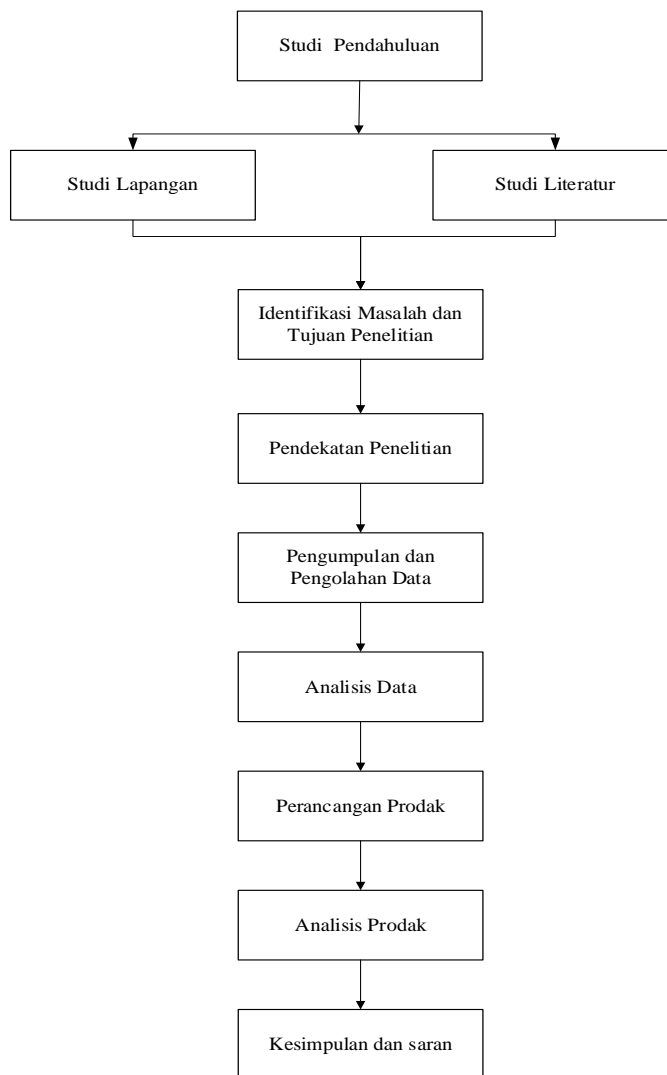 Studi Pendahuluan
Studi Lapangan
Studi Literatur
Identifikasi Masalah dan
Tujuan Penelitian
Pendekatan Penelitian
Pengumpulan dan
Pengolahan Data
Analisis Data
Perancangan Prodak
Analisis Prodak
Kesimpulan dan saran